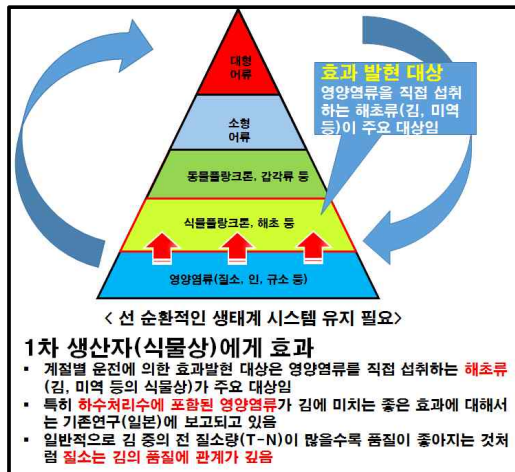 대형
어류
효과 발현 대상
영양염류을 직접 섭취
하는 해초류(김, 미역
등)이 주요 대상임
소형
어류
동물플랑크톤, 갑각류 등
식물플랑크톤, 해초 등
영양염류(질소, 인, 규소 등)
< 선 순환적인 생태계 시스템 유지 필요>
1차 생산자(식물상)에게 효과
▪ 계절별 운전에 의한 효과발현 대상은 영양염류를 직접 섭취하는 해초류
(김, 미역 등의 식물상)가 주요 대상임
▪ 특히 하수처리수에 포함된 영양염류가 김에 미치는 좋은 효과에 대해서
는 기존연구(일본)에 보고되고 있음
▪ 일반적으로 김 중의 전 질소량(T-N)이 많을수록 품질이 좋아지는 것처
럼 질소는 김의 품질에 관계가 깊음